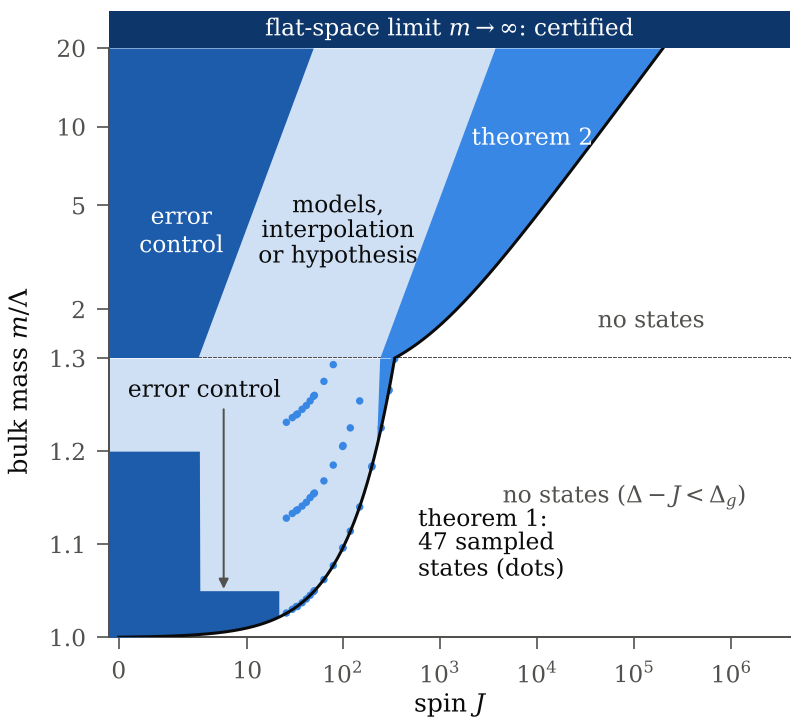 flat-space limit m → ∞: certified
20
10
5
2
1.3
1.2
1.1
1.0
bulk mass m/Λ
theorem 2
error
control
models,
interpolation
or hypothesis
no states
error control
no states (Δ − J < Δ_g)
theorem 1:
47 sampled
states (dots)
0
10
10²
10³
10⁴
10⁵
10⁶
spin J